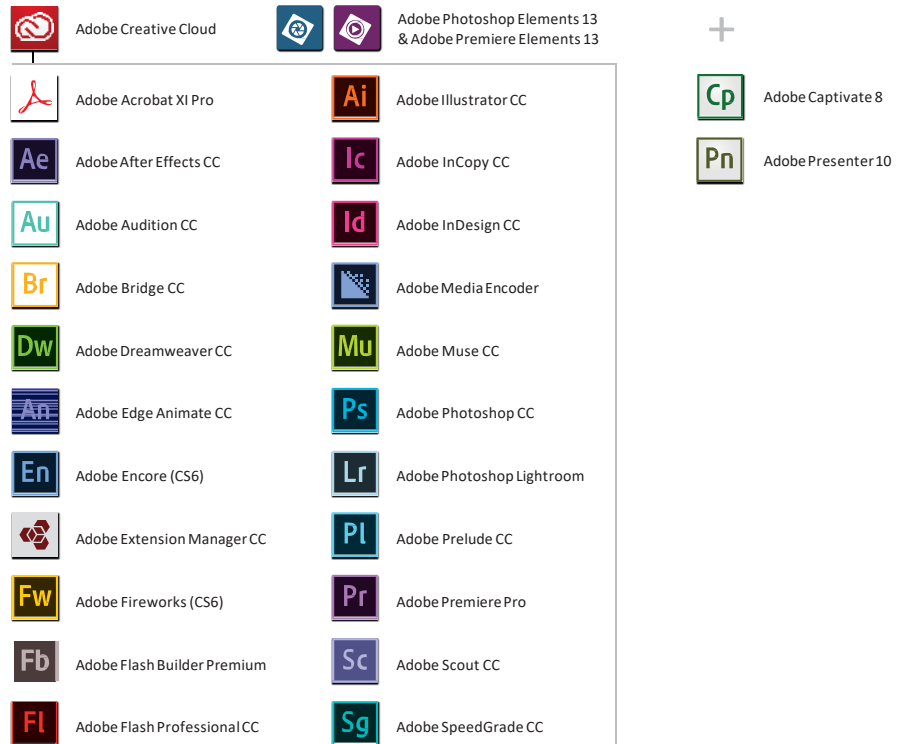 Adobe Creative Cloud
Adobe Photoshop Elements 13
& Adobe Premiere Elements 13
+
Adobe Acrobat XI Pro
Ai Adobe Illustrator CC
Cp Adobe Captivate 8
Ae Adobe After Effects CC
Ic Adobe InCopy CC
Pn Adobe Presenter 10
Au Adobe Audition CC
Id Adobe InDesign CC
Br Adobe Bridge CC
Adobe Media Encoder
Dw Adobe Dreamweaver CC
Mu Adobe Muse CC
An Adobe Edge Animate CC
Ps Adobe Photoshop CC
En Adobe Encore (CS6)
Lr Adobe Photoshop Lightroom
Adobe Extension Manager CC
Pl Adobe Prelude CC
Fw Adobe Fireworks (CS6)
Pr Adobe Premiere Pro
Fb Adobe Flash Builder Premium
Sc Adobe Scout CC
Fl Adobe Flash Professional CC
Sg Adobe SpeedGrade CC